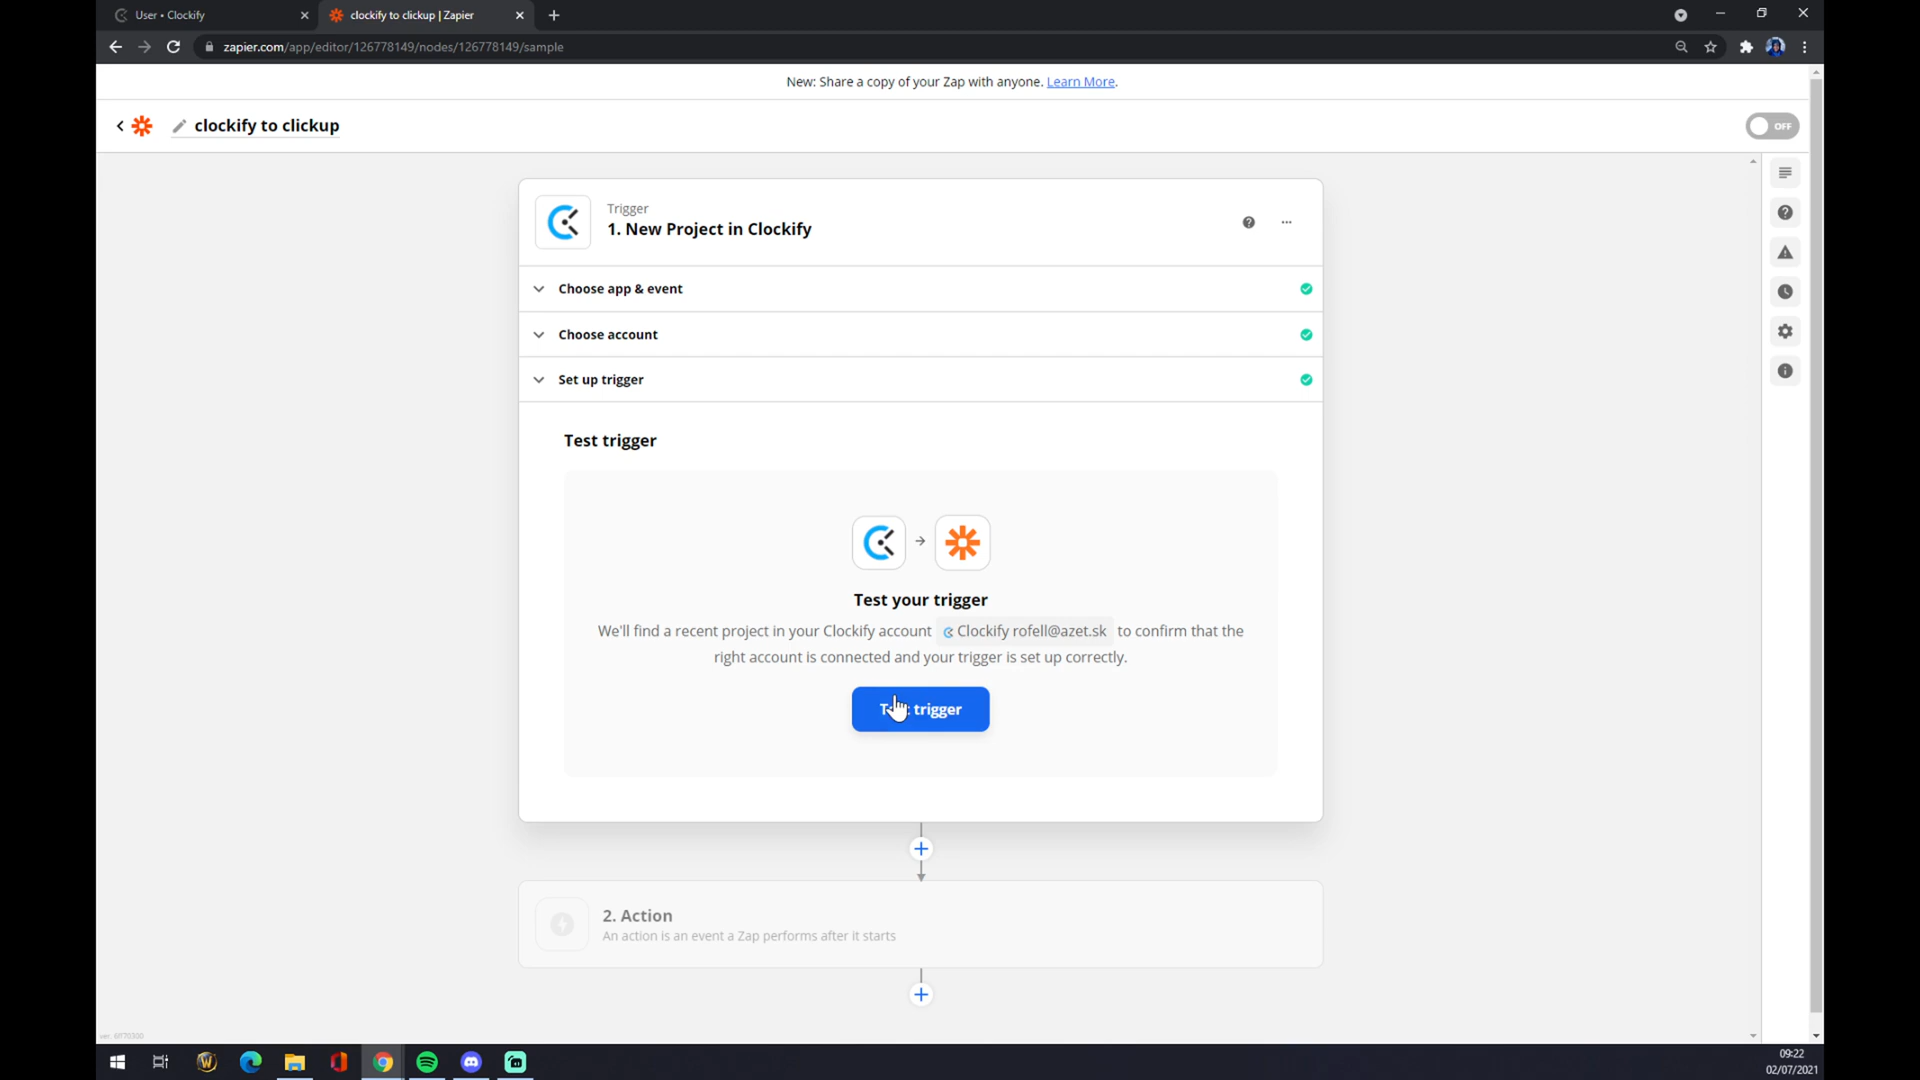 User • Clockify
clockify to clickup | Zapier
zapier.com/app/editor/126778149/nodes/126778149/sample
New: Share a copy of your Zap with anyone. Learn More.
clockify to clickup
OFF
Trigger
1. New Project in Clockify
Choose app & event
Choose account
Set up trigger
Test trigger
Test your trigger
We'll find a recent project in your Clockify account Clockify rofell@azet.sk to confirm that the
right account is connected and your trigger is set up correctly.
trigger
2. Action
An action is an event a Zap performs after it starts
09:22
02/07/2021